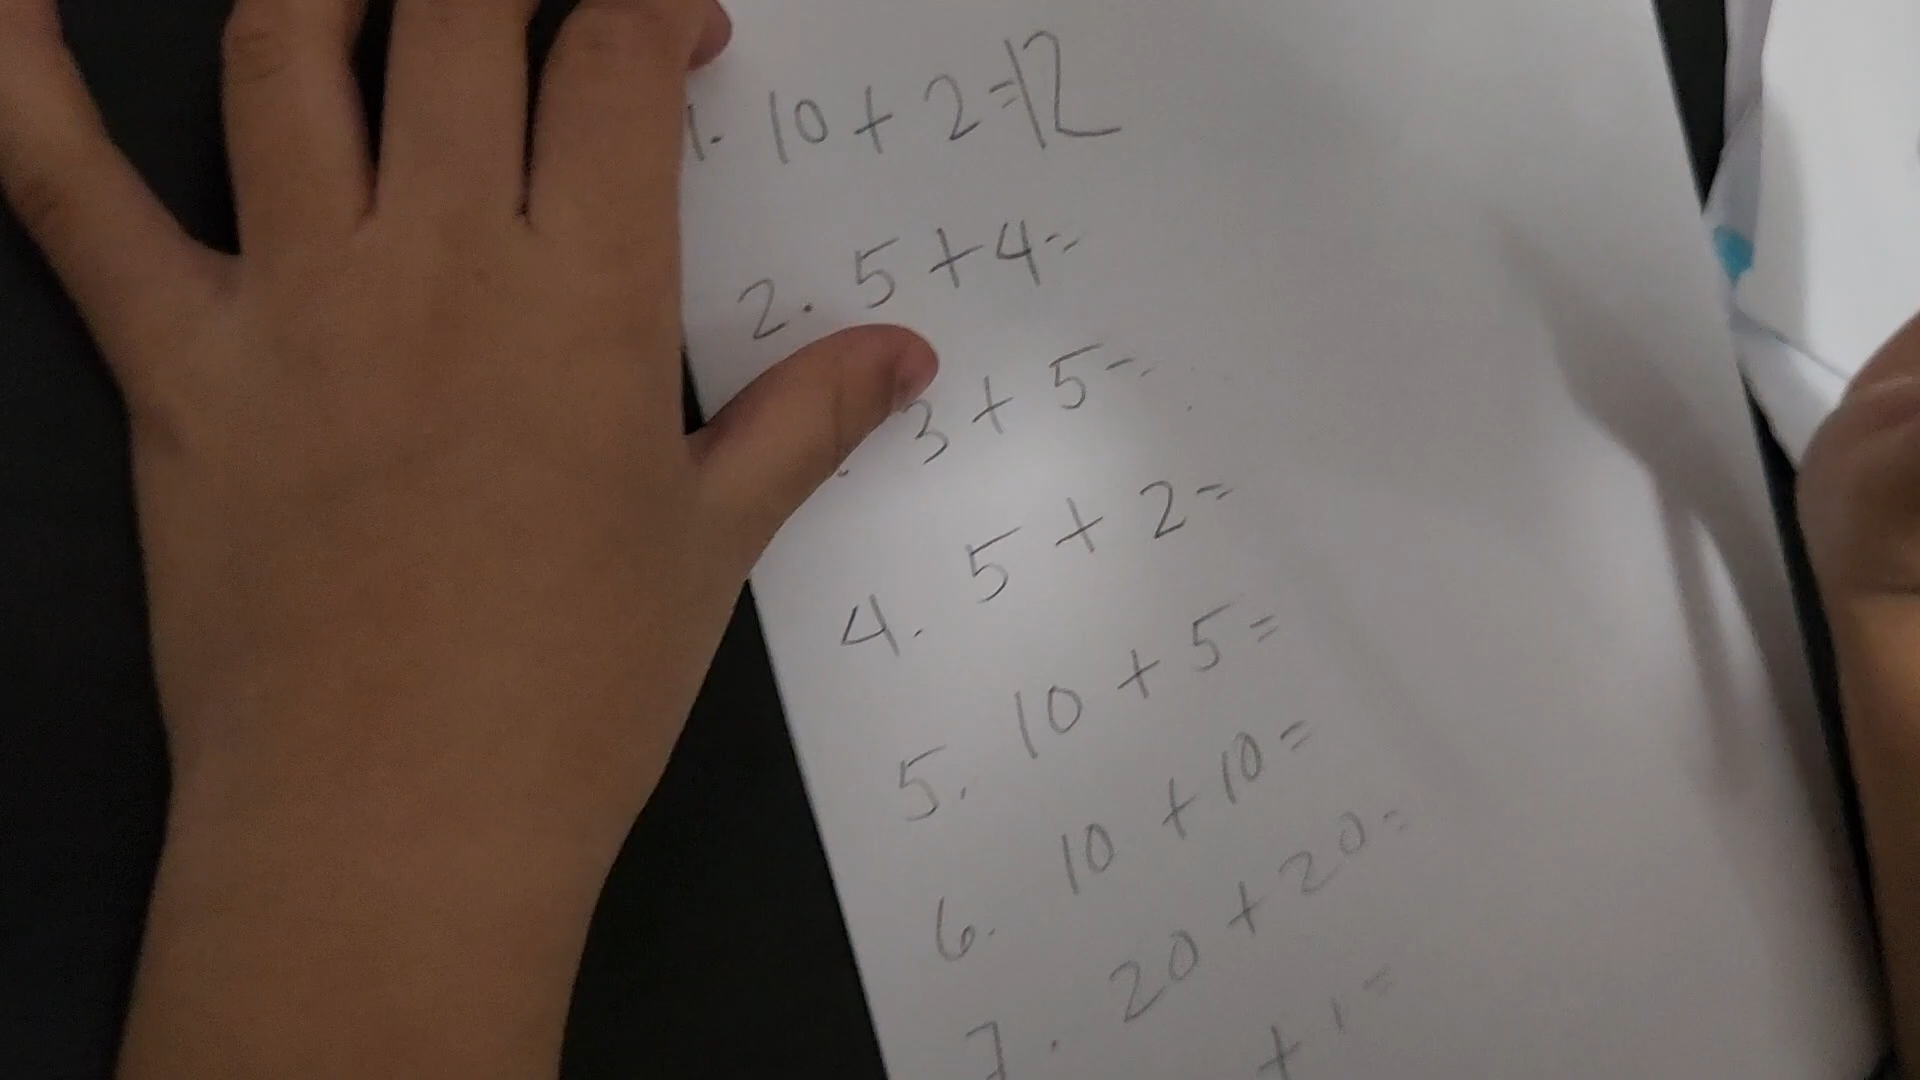 1. 10 + 2 = 12
2. 5 + 4 =
. 3 + 5 =
4. 5 + 2 =
5. 10 + 5 =
6. 10 + 10 =
7. 20 + 20 =
+ 1 =